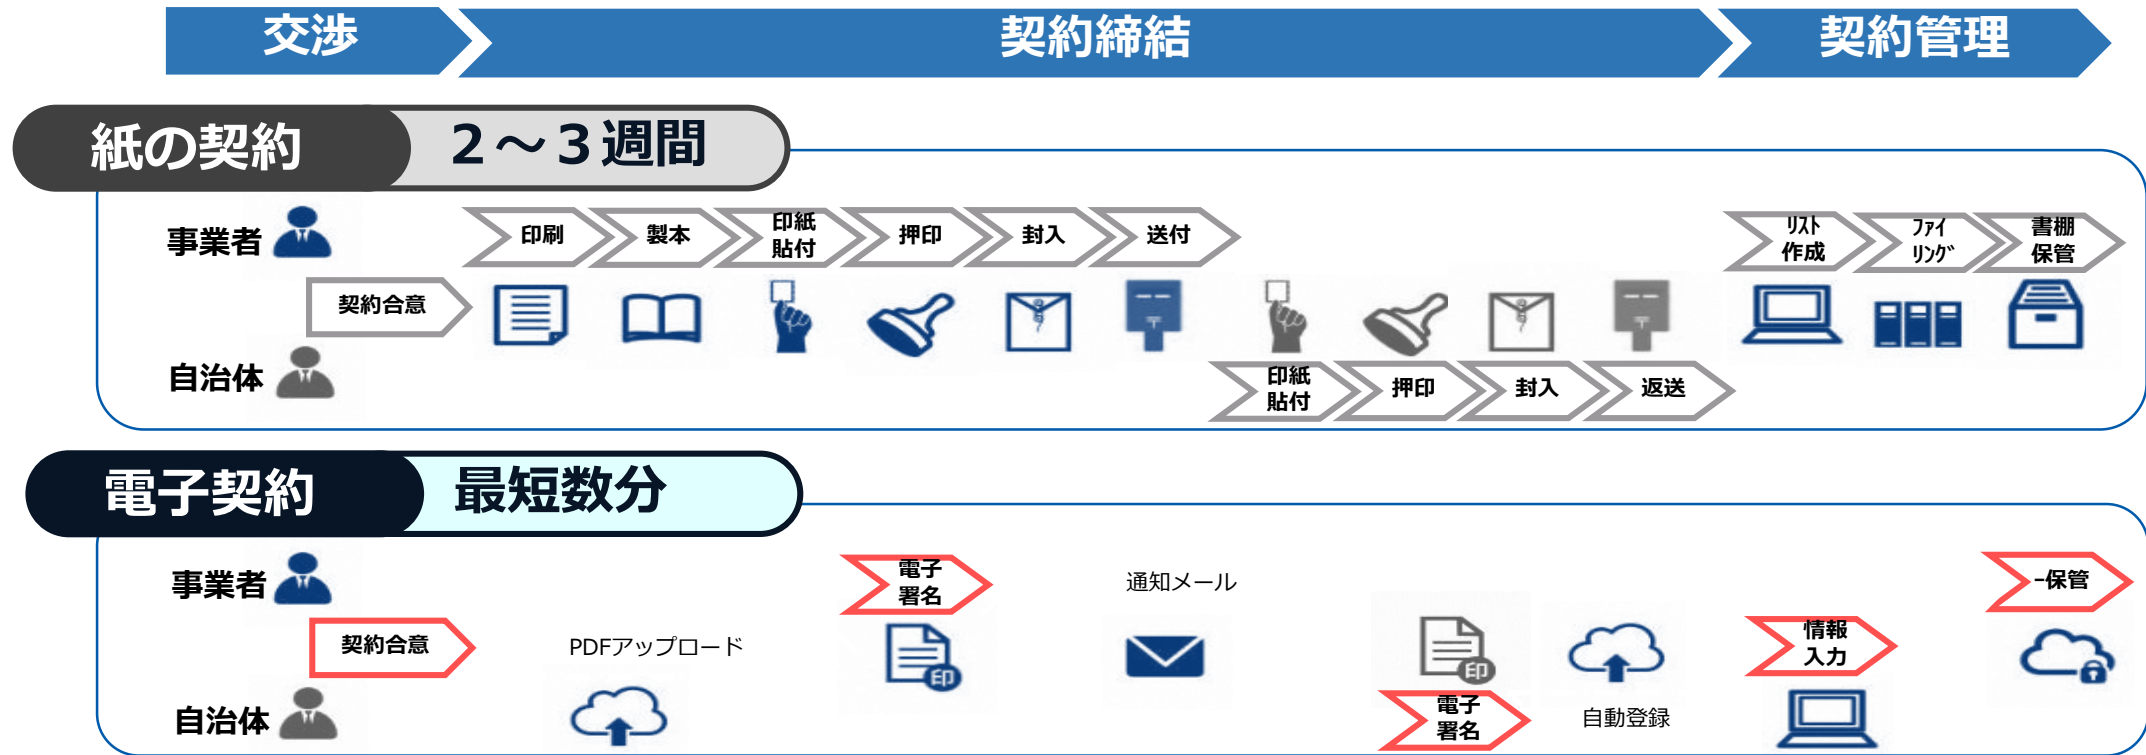 交渉
契約締結
契約管理
紙の契約
2～3週間
事業者
印刷
製本
印紙
貼付
押印
封入
送付
ﾘｽﾄ
作成
ﾌｧｲ
ﾘﾝｸﾞ
書棚
保管
契約合意
〒
〒
自治体
印紙
貼付
押印
封入
返送
電子契約
最短数分
事業者
電子
署名
通知メール
-保管
契約合意
PDFアップロード
印
印
情報
入力
自治体
電子
署名
自動登録